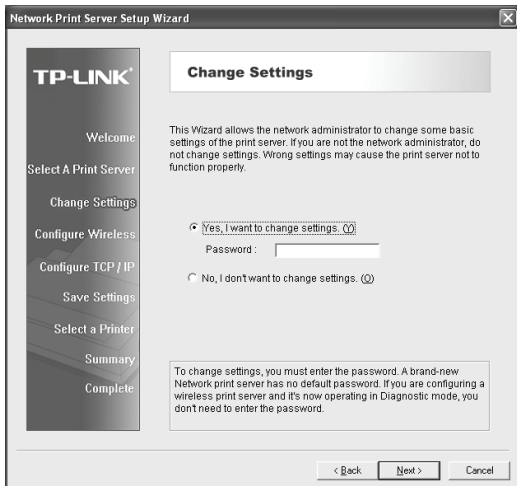 Network Print Server Setup Wizard
TP-LINK®
Welcome
Select A Print Server
Change Settings
Configure Wireless
Configure TCP / IP
Save Settings
Select a Printer
Summary
Complete
Change Settings
This Wizard allows the network administrator to change some basic
settings of the print server. If you are not the network administrator, do
not change settings. Wrong settings may cause the print server not to
function properly.
Yes, I want to change settings. (Y)
Password :
No, I don't want to change settings. (O)
To change settings, you must enter the password. A brand-new
Network print server has no default password. If you are configuring a
wireless print server and it's now operating in Diagnostic mode, you
don't need to enter the password.
< Back
Next >
Cancel